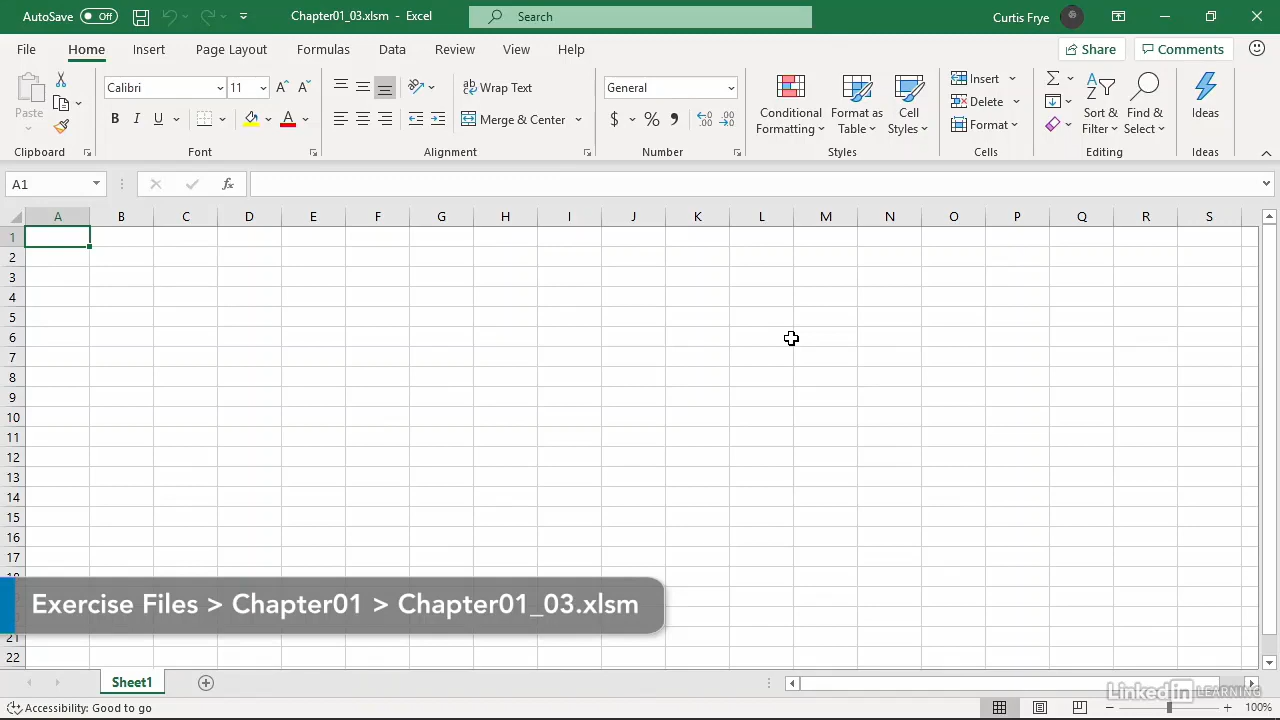 AutoSave Off Chapter01_03.xlsm - Excel Search Curtis Frye
File Home Insert Page Layout Formulas Data Review View Help Share Comments
Paste Calibri 11 Wrap Text General Conditional Formatting Format as Table Cell Styles Insert Sort & Filter Find & Select Ideas
B I U Merge & Center $ % , Delete
Format
Clipboard Font Alignment Number Styles Cells Editing Ideas
A1 fx
A B C D E F G H I J K L M N O P Q R S
1
2
3
4
5
6
7
8
9
10
11
12
13
14
15
16
17
Exercise Files > Chapter01 > Chapter01_03.xlsm
21
22
Sheet1
Linked in LEARNING
Accessibility: Good to go 100%